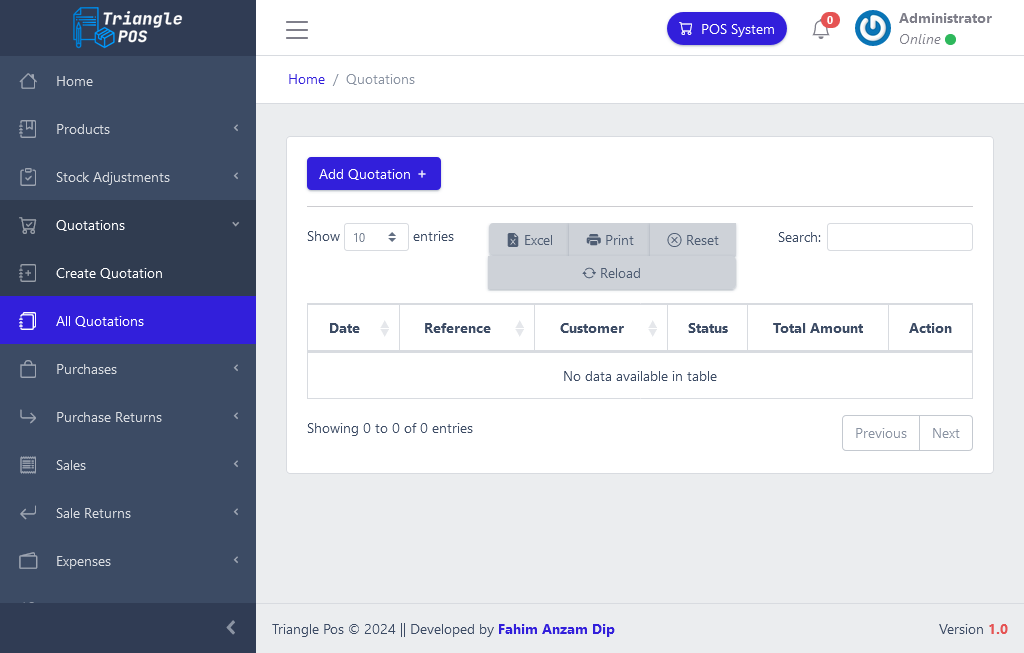 Triangle POS
POS System
0
Administrator
Online
Home
Products
Stock Adjustments
Quotations
Create Quotation
All Quotations
Purchases
Purchase Returns
Sales
Sale Returns
Expenses
Home / Quotations
Add Quotation +
Show 10 entries
Excel Print Reset
Reload
Search:
Date Reference Customer Status Total Amount Action
No data available in table
Showing 0 to 0 of 0 entries
Previous Next
Triangle Pos © 2024 || Developed by Fahim Anzam Dip
Version 1.0